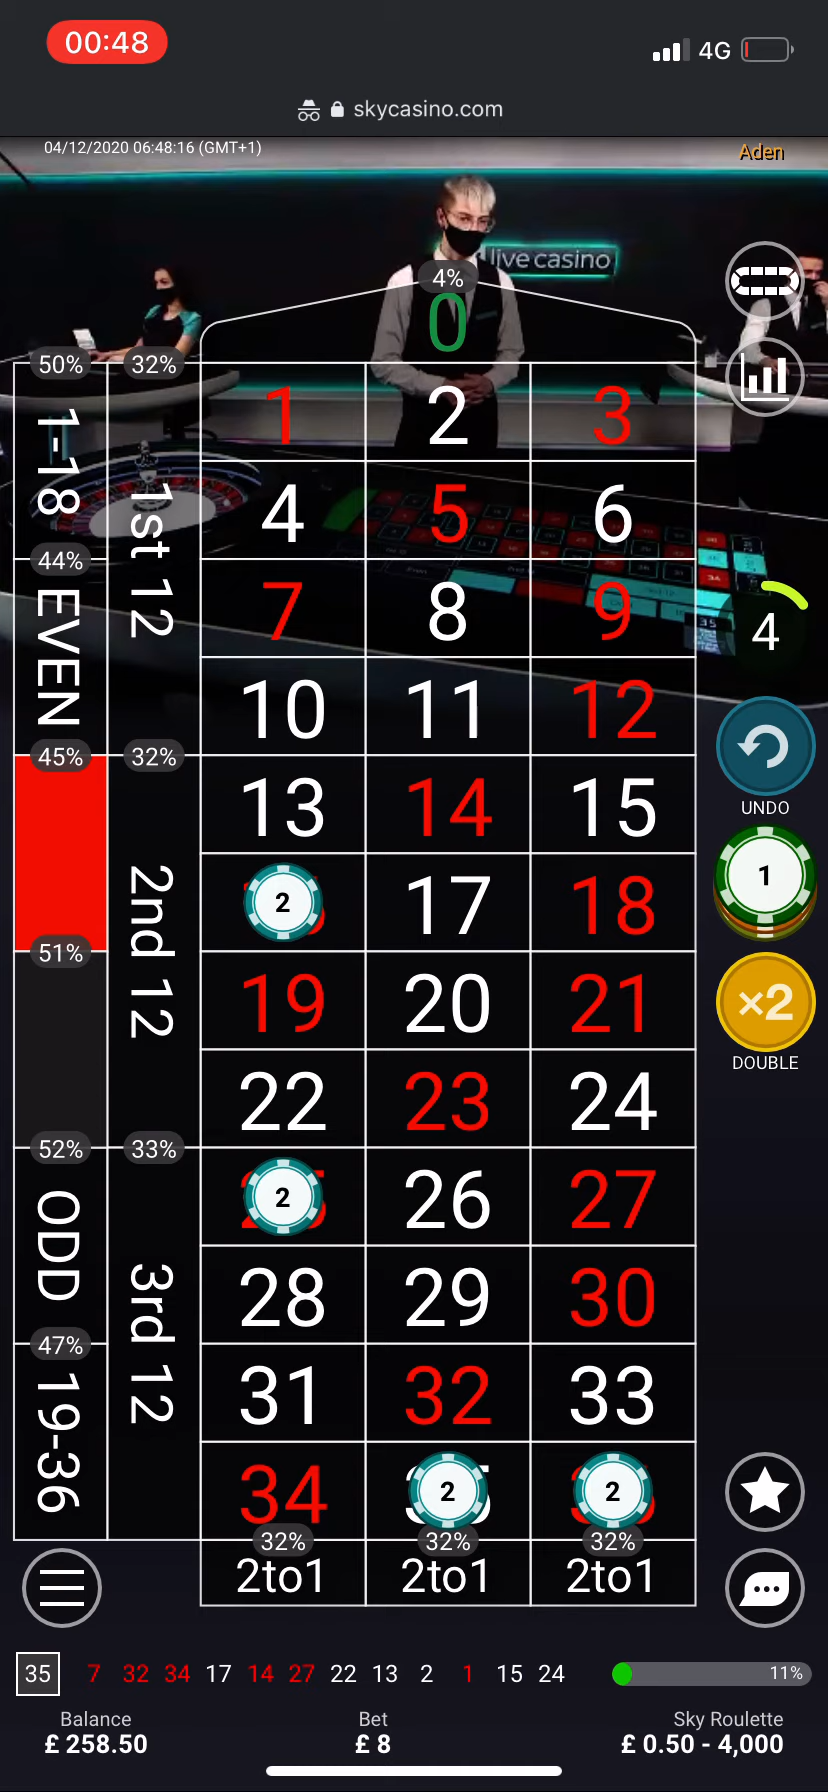 00:48
4G
skycasino.com
04/12/2020 06:48:16 (GMT+1)
Aden
live casino
4%
0
50%
32%
1
2
3
1-18
1st 12
4
5
6
44%
EVEN
7
8
9
4
10
11
12
45%
32%
13
14
15
UNDO
2nd 12
2
17
18
1
51%
19
20
21
×2
DOUBLE
22
23
24
52%
33%
ODD
3rd 12
2
26
27
28
29
30
47%
19-36
31
32
33
34
2
2
32%
32%
32%
2to1
2to1
2to1
35 7 32 34 17 14 27 22 13 2 1 15 24
11%
Balance
Bet
Sky Roulette
£ 258.50
£ 8
£ 0.50 - 4,000